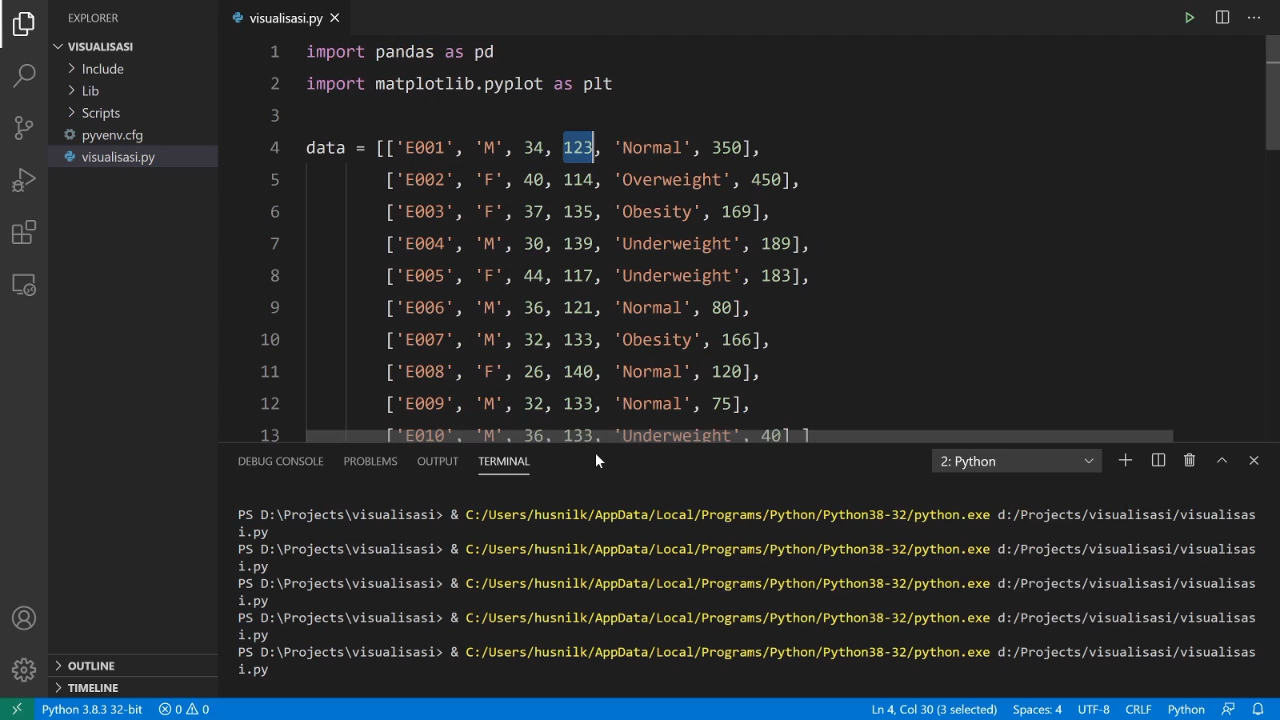 EXPLORER
VISUALISASI
Include
Lib
Scripts
pyvenv.cfg
visualisasi.py
OUTLINE
TIMELINE
visualisasi.py
1 import pandas as pd
2 import matplotlib.pyplot as plt
3
4 data = [['E001', 'M', 34, 123, 'Normal', 350],
5 ['E002', 'F', 40, 114, 'Overweight', 450],
6 ['E003', 'F', 37, 135, 'Obesity', 169],
7 ['E004', 'M', 30, 139, 'Underweight', 189],
8 ['E005', 'F', 44, 117, 'Underweight', 183],
9 ['E006', 'M', 36, 121, 'Normal', 80],
10 ['E007', 'M', 32, 133, 'Obesity', 166],
11 ['E008', 'F', 26, 140, 'Normal', 120],
12 ['E009', 'M', 32, 133, 'Normal', 75],
13 ['E010', 'M', 36, 133, 'Underweight', 40] ]
DEBUG CONSOLE PROBLEMS OUTPUT TERMINAL 2: Python
PS D:\Projects\visualisasi> & C:/Users/husnilk/AppData/Local/Programs/Python/Python38-32/python.exe d:/Projects/visualisasi/visualisas
i.py
PS D:\Projects\visualisasi> & C:/Users/husnilk/AppData/Local/Programs/Python/Python38-32/python.exe d:/Projects/visualisasi/visualisas
i.py
PS D:\Projects\visualisasi> & C:/Users/husnilk/AppData/Local/Programs/Python/Python38-32/python.exe d:/Projects/visualisasi/visualisas
i.py
PS D:\Projects\visualisasi> & C:/Users/husnilk/AppData/Local/Programs/Python/Python38-32/python.exe d:/Projects/visualisasi/visualisas
i.py
PS D:\Projects\visualisasi> & C:/Users/husnilk/AppData/Local/Programs/Python/Python38-32/python.exe d:/Projects/visualisasi/visualisas
i.py
Python 3.8.3 32-bit 0 0 Ln 4, Col 30 (3 selected) Spaces: 4 UTF-8 CRLF Python